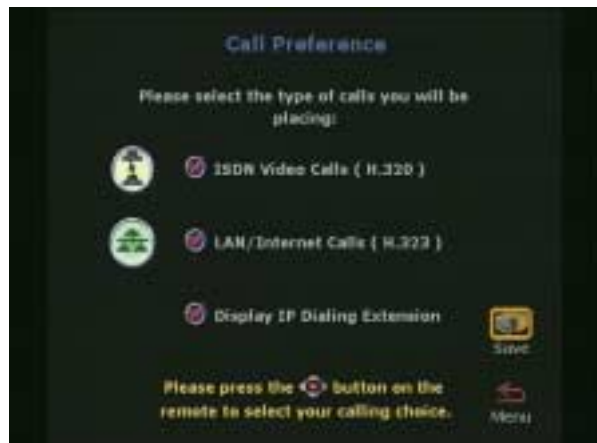 Call Preference
Please select the type of calls you will be
placing:
ISDN Video Calls ( H.320 )
LAN/Internet Calls ( H.323 )
Display IP Dialing Extension
Save
Please press the button on the
remote to select your calling choice.
Menu